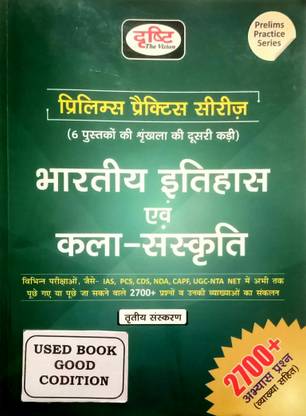 दृष्टि
The Vision
Prelims
Practice
Series
प्रिलिम्स प्रैक्टिस सीरीज़
(6 पुस्तकों की शृंखला की दूसरी कड़ी)
भारतीय इतिहास
एवं
कला-संस्कृति
विभिन्न परीक्षाओं, जैसे- IAS, PCS, CDS, NDA, CAPF, UGC-NTA NET में अभी तक
पूछे गए या पूछे जा सकने वाले 2700+ प्रश्नों व उनकी व्याख्याओं का संकलन
तृतीय संस्करण
USED BOOK
GOOD
CODITION
2700+
अभ्यास प्रश्न
(व्याख्या सहित)